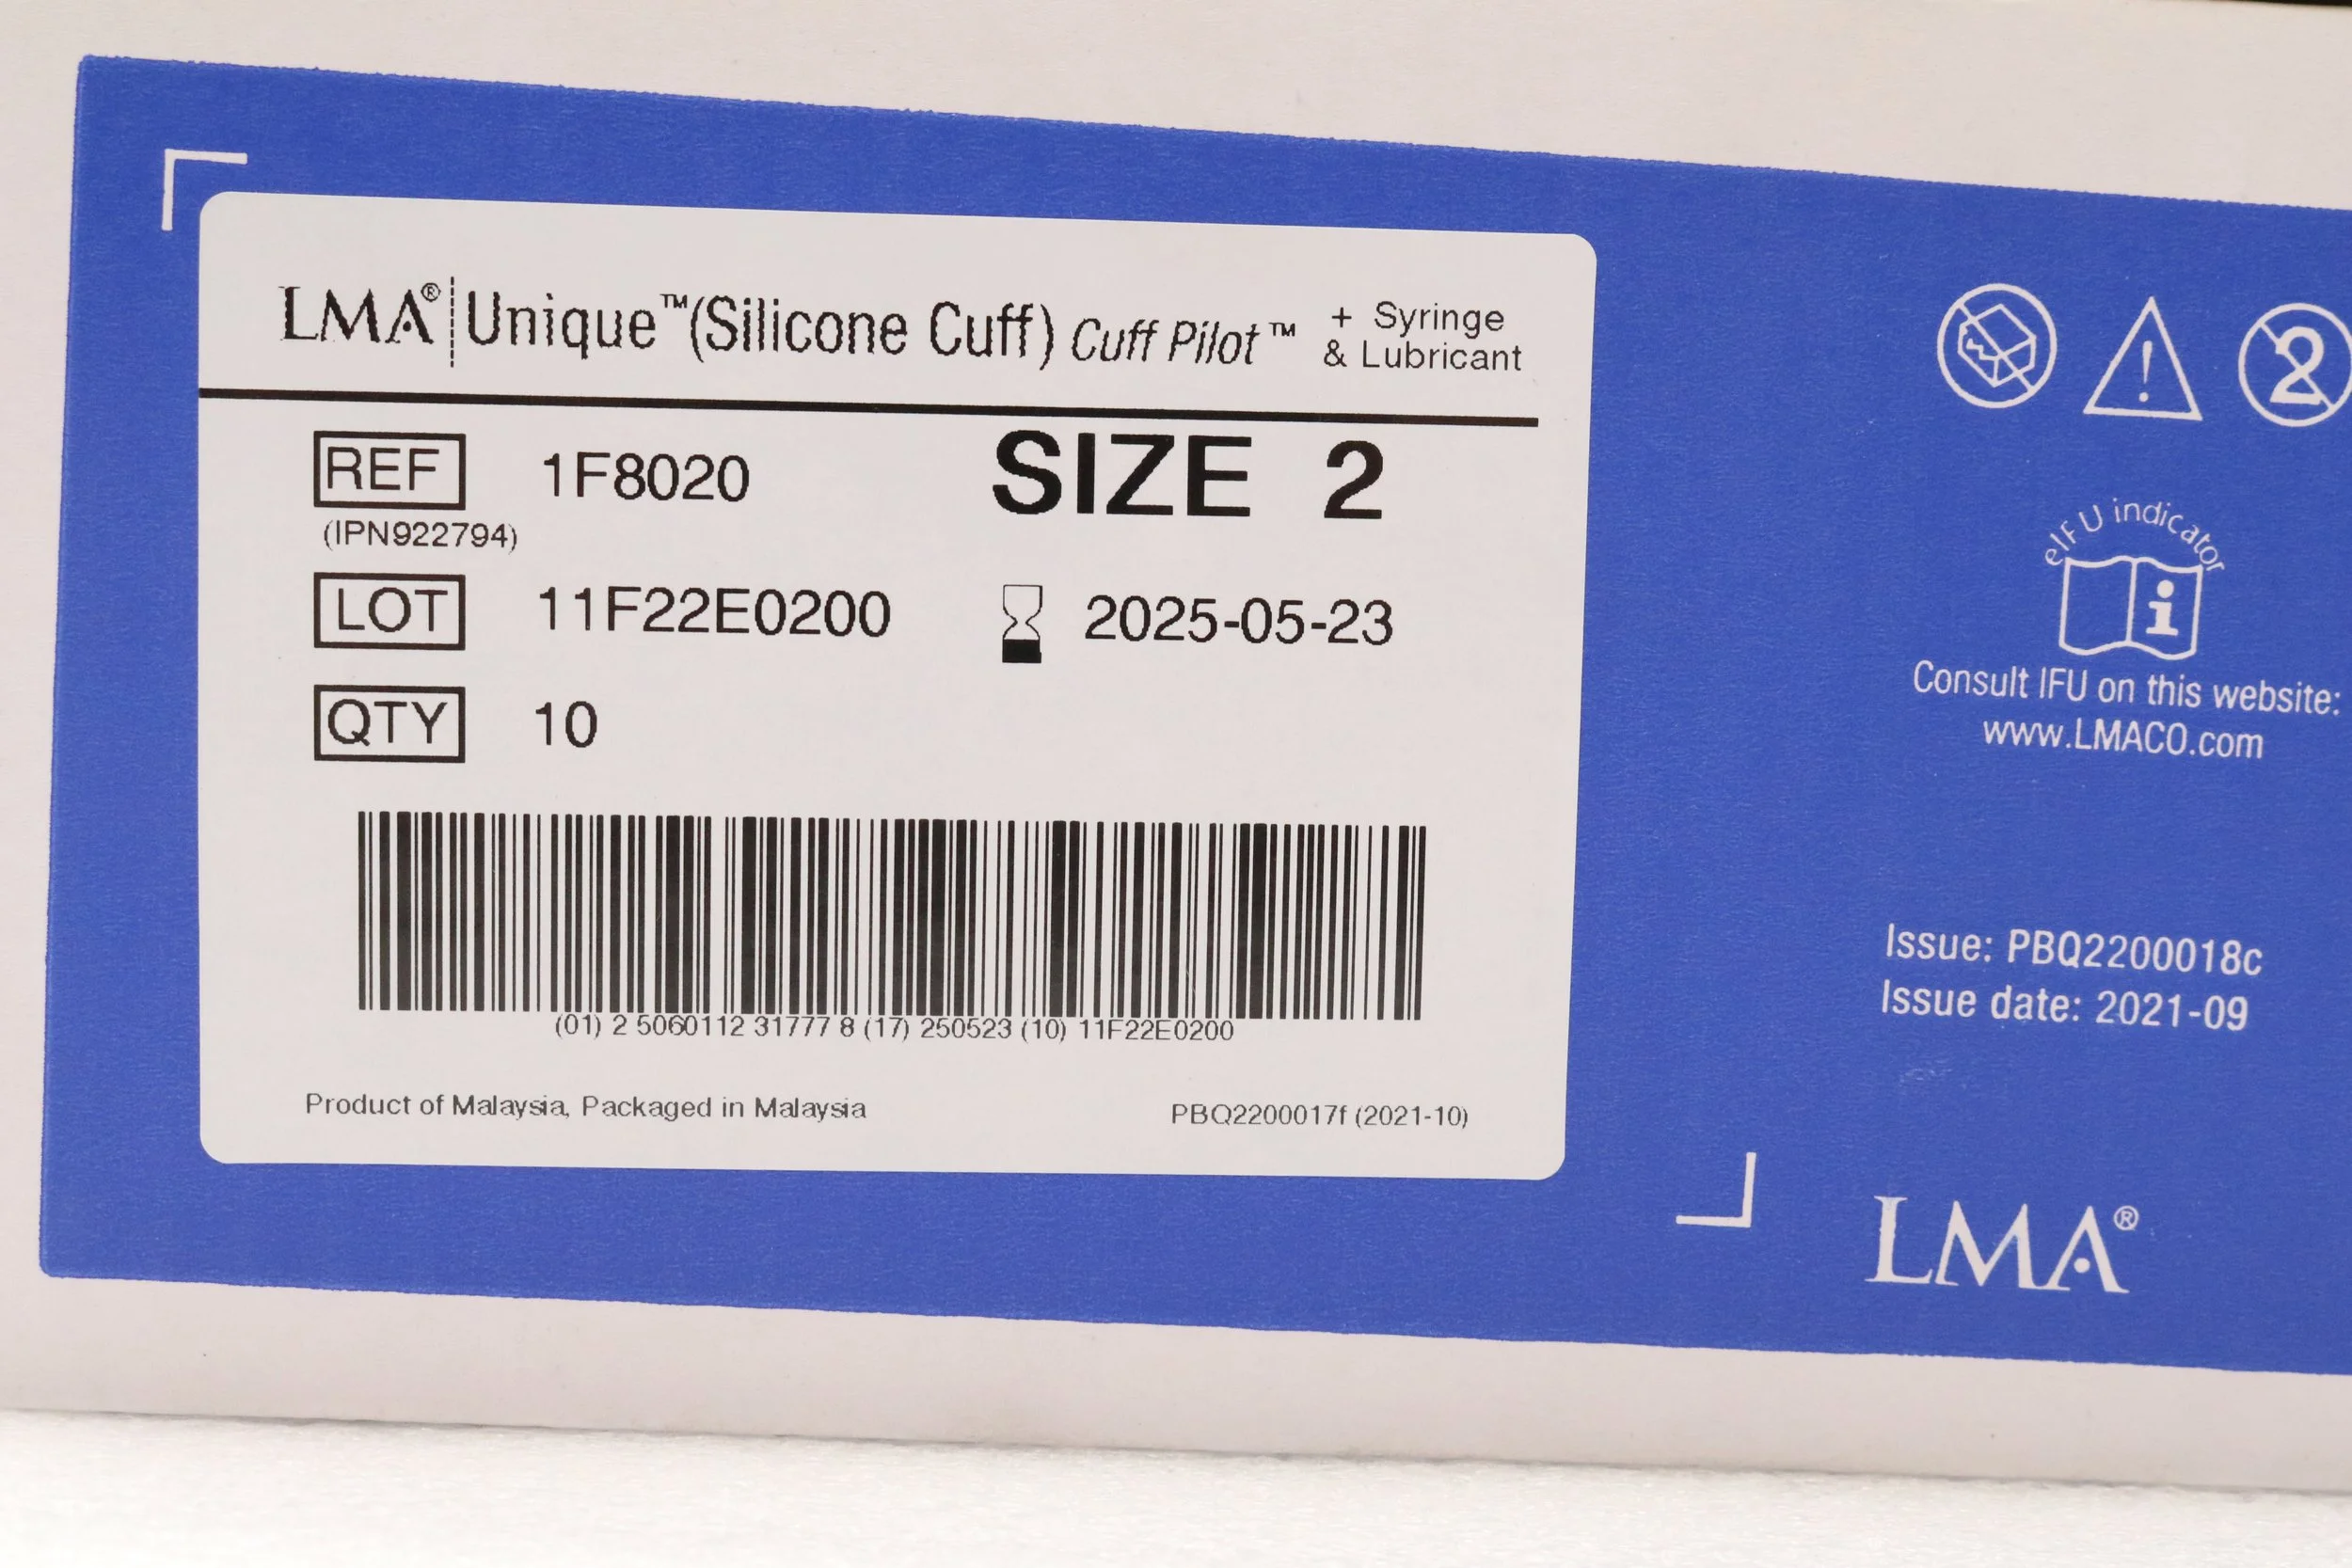 LMA® Unique™(Silicone Cuff) Cuff Pilot™ + Syringe & Lubricant
REF 1F8020 SIZE 2
(IPN922794)
LOT 11F22E0200 2025-05-23
QTY 10
(01) 2 5060112 31777 8 (17) 250523 (10) 11F22E0200
Product of Malaysia, Packaged in Malaysia PBQ2200017f (2021-10)
2
eIFU indicator
i
Consult IFU on this website:
www.LMACO.com
Issue: PBQ2200018c
Issue date: 2021-09
LMA®